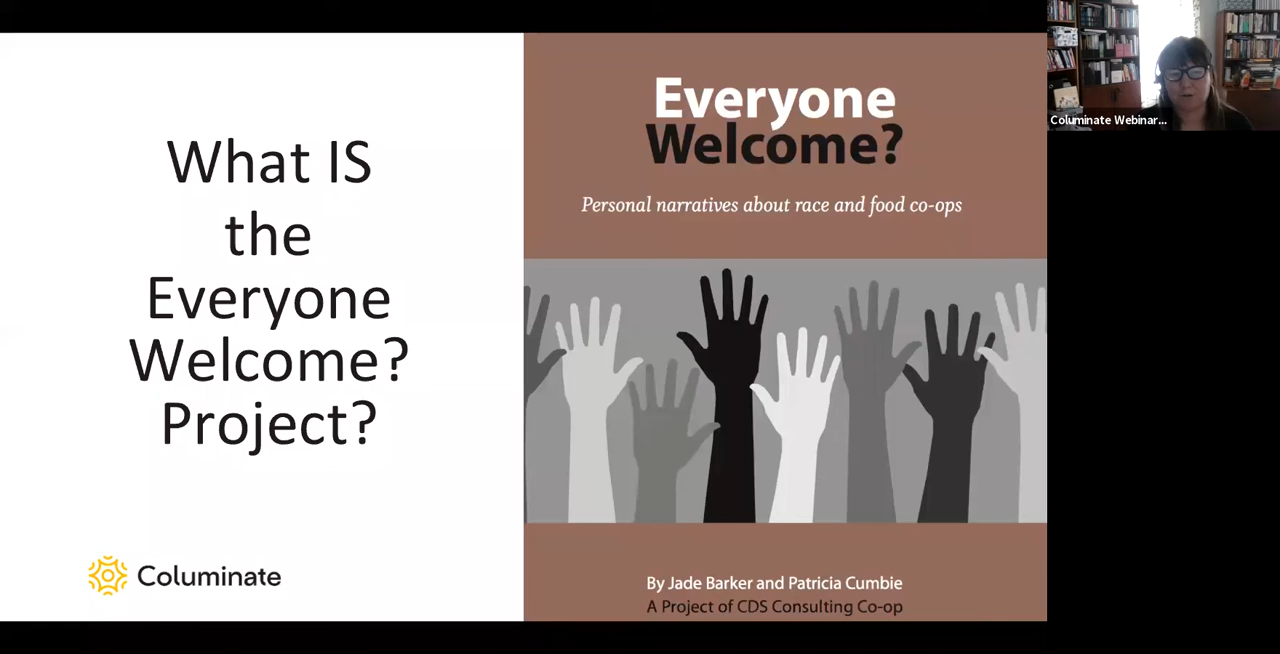 What IS
the
Everyone
Welcome?
Project?
Columinate
Everyone
Welcome?
Personal narratives about race and food co-ops
By Jade Barker and Patricia Cumbie
A Project of CDS Consulting Co-op
Columinate Webinar...